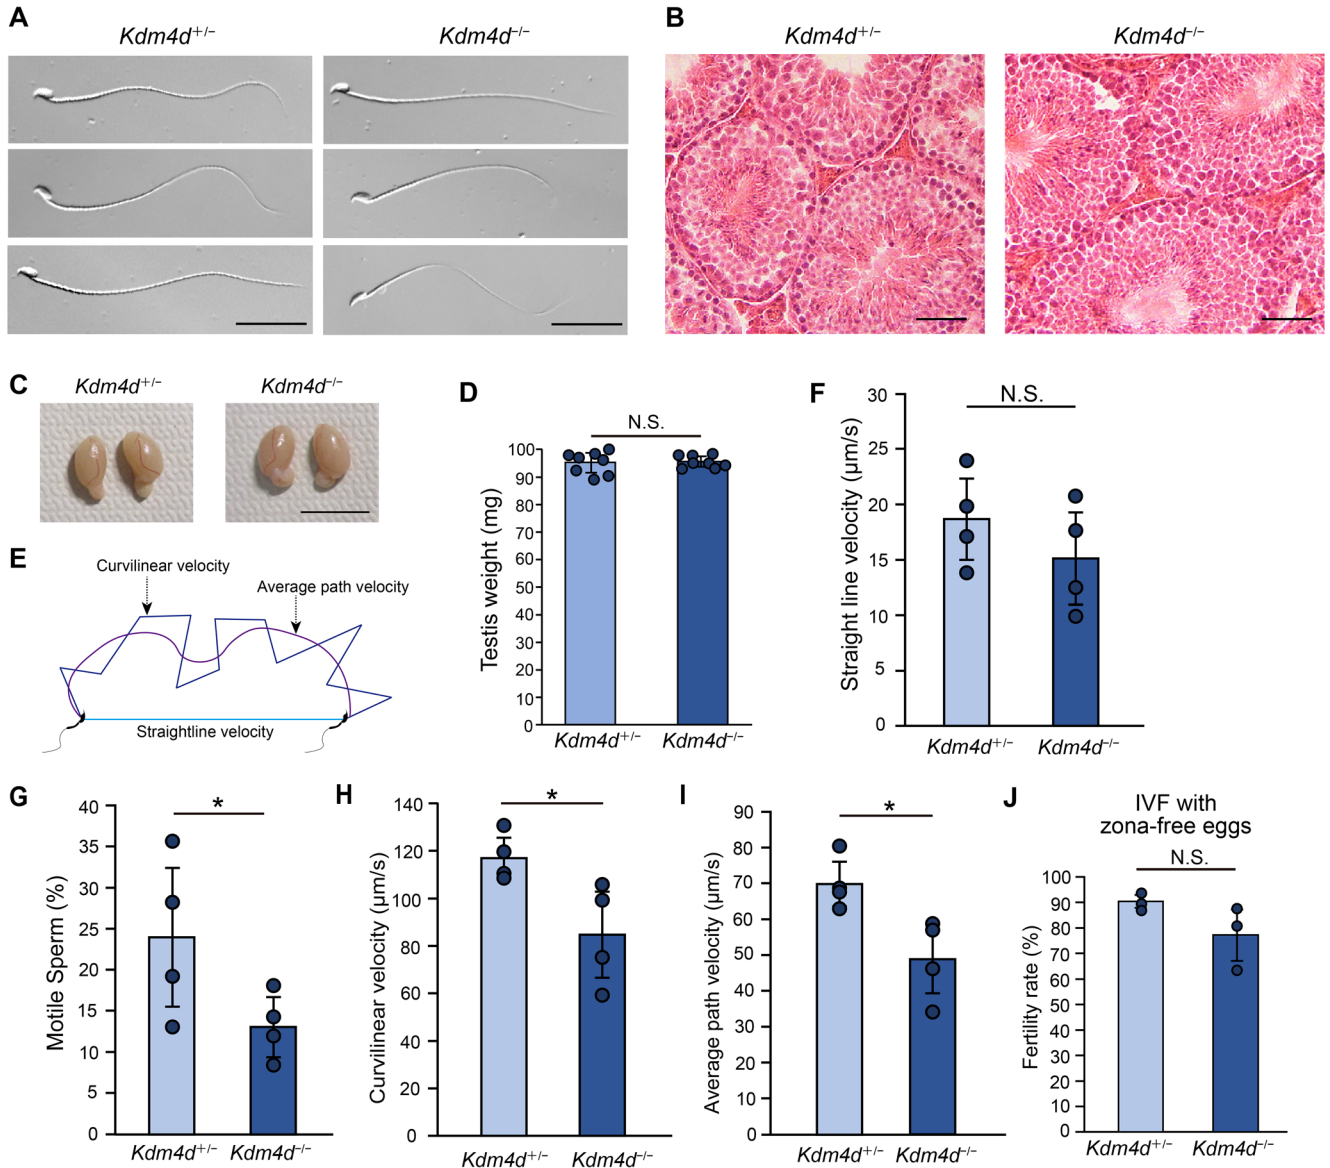 A
Kdm4d+/–
Kdm4d–/–
B
Kdm4d+/–
Kdm4d–/–
C
Kdm4d+/–
Kdm4d–/–
D
N.S.
Testis weight (mg)
100
90
80
70
60
50
40
30
20
10
0
Kdm4d+/–
Kdm4d–/–
E
Curvilinear velocity
Average path velocity
Straightline velocity
F
N.S.
Straight line velocity (μm/s)
30
25
20
15
10
5
0
Kdm4d+/–
Kdm4d–/–
G
*
Motile Sperm (%)
40
35
30
25
20
15
10
5
0
Kdm4d+/–
Kdm4d–/–
H
*
Curvilinear velocity (μm/s)
140
120
100
80
60
40
20
0
Kdm4d+/–
Kdm4d–/–
I
*
Average path velocity (μm/s)
90
80
70
60
50
40
30
20
10
0
Kdm4d+/–
Kdm4d–/–
J
IVF with
zona-free eggs
N.S.
Fertility rate (%)
100
90
80
70
60
50
40
30
20
10
0
Kdm4d+/–
Kdm4d–/–